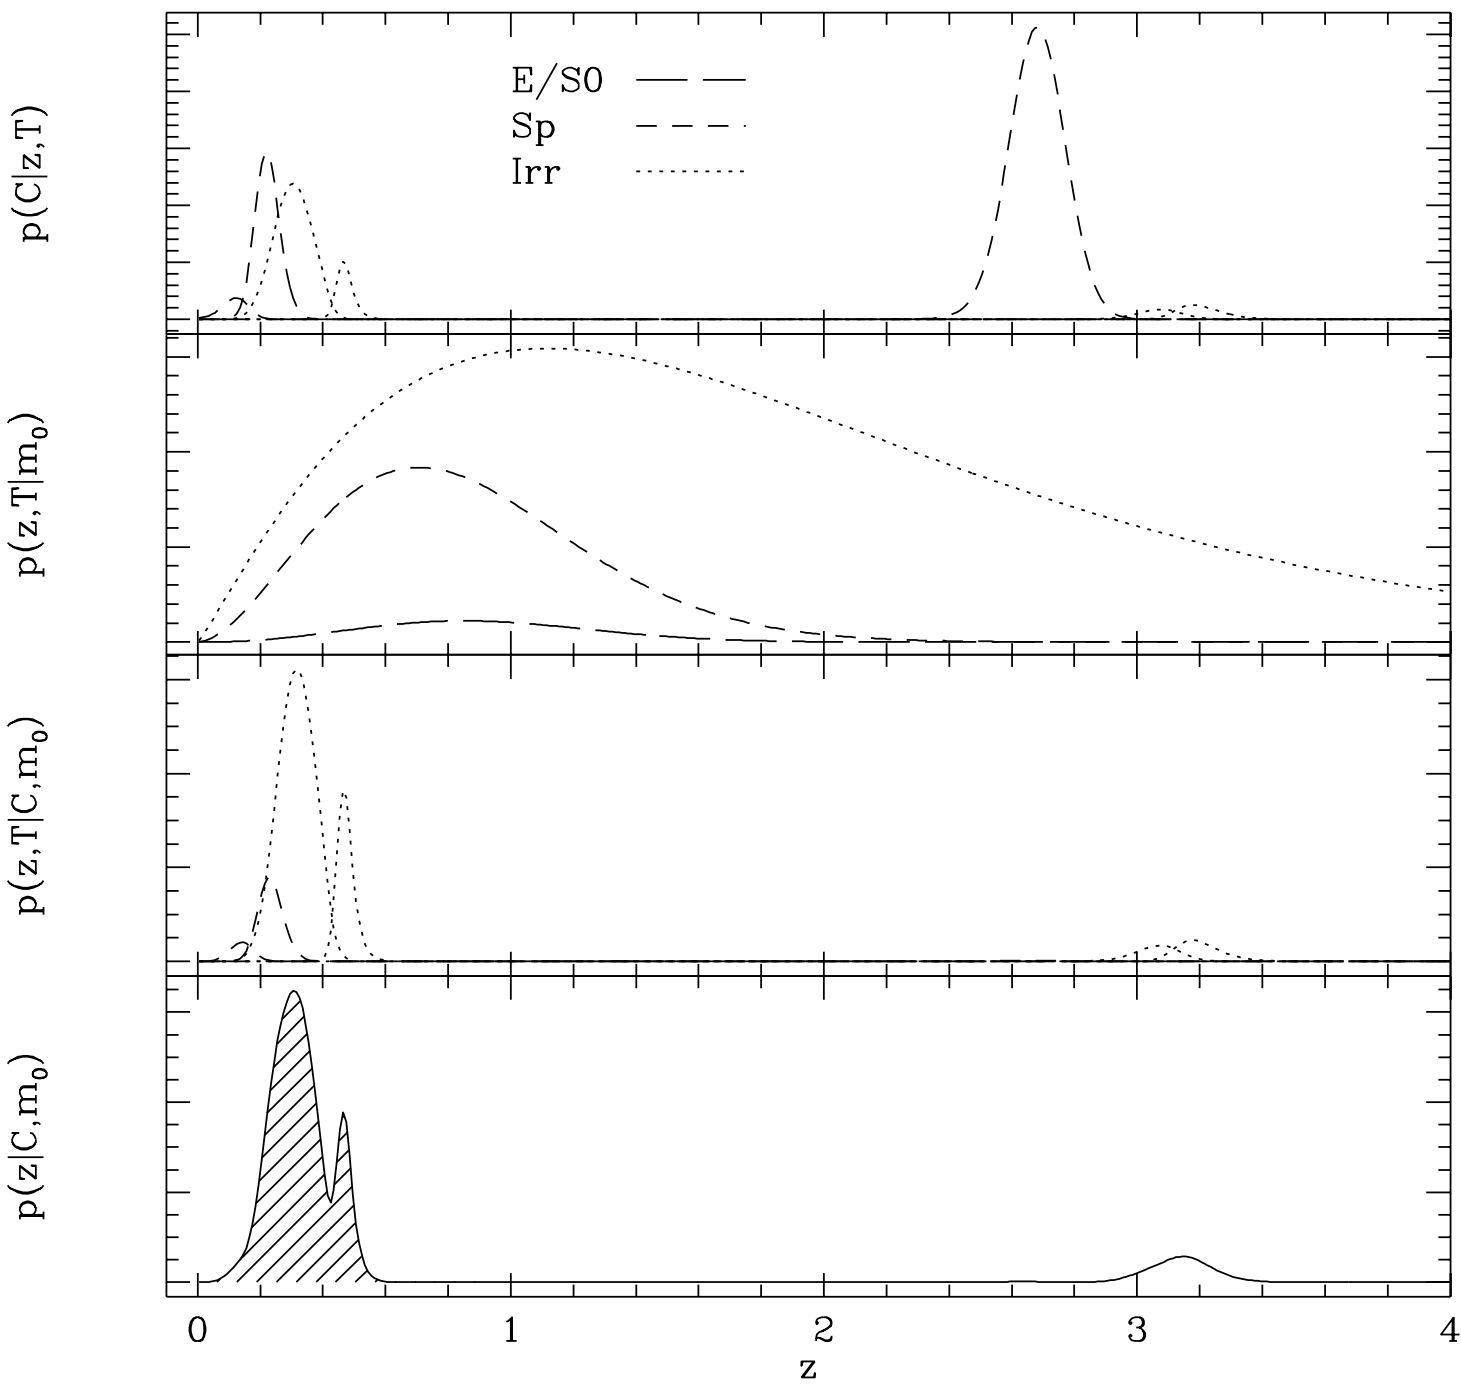 p(C|z,T)
E/S0
Sp
Irr
p(z,T|m₀)
p(z,T|C,m₀)
p(z|C,m₀)
0 1 2 3 4
z